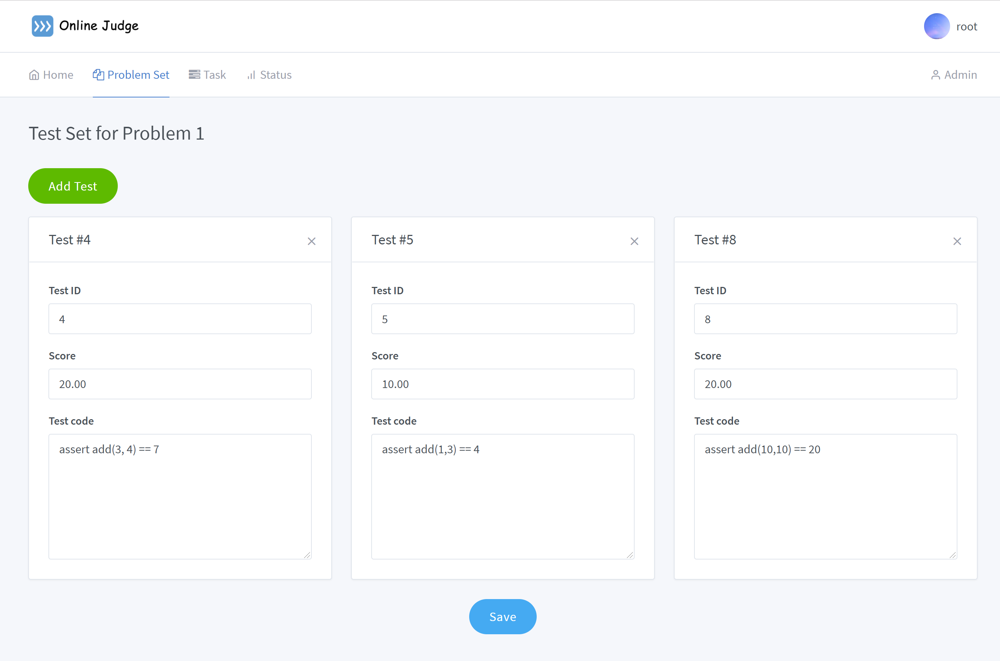 Online Judge
root
Home Problem Set Task Status Admin
Test Set for Problem 1
Add Test
Test #4
Test ID
4
Score
20.00
Test code
assert add(3, 4) == 7
Test #5
Test ID
5
Score
10.00
Test code
assert add(1,3) == 4
Test #8
Test ID
8
Score
20.00
Test code
assert add(10,10) == 20
Save